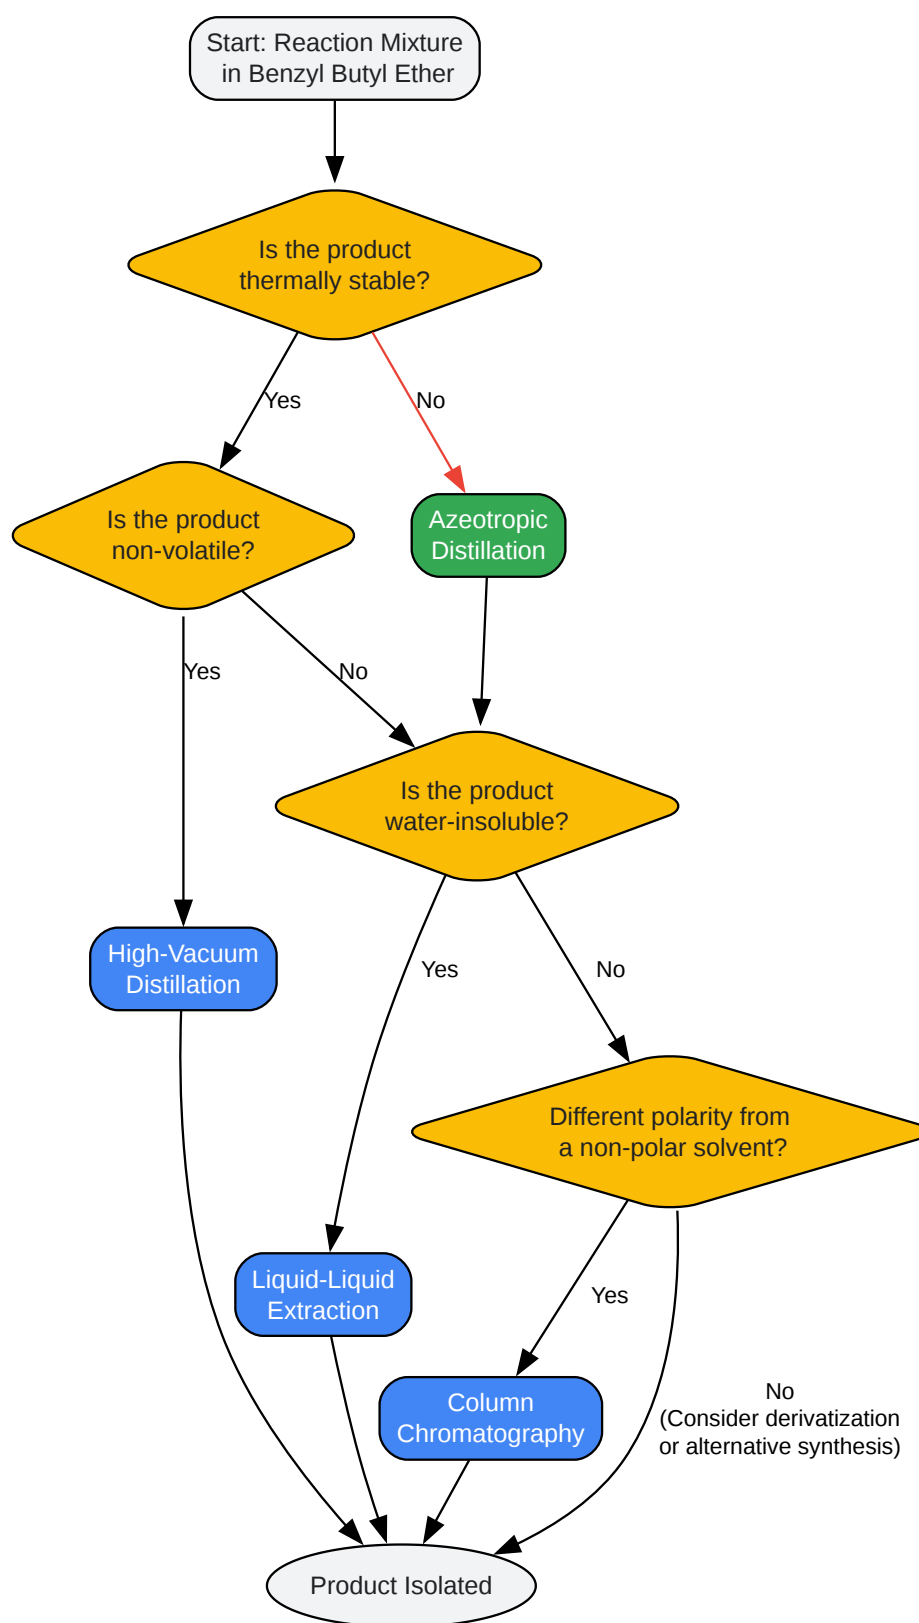 Start: Reaction Mixture
in Benzyl Butyl Ether
Is the product
thermally stable?
Yes
No
Is the product
non-volatile?
Azeotropic
Distillation
Yes
No
Is the product
water-insoluble?
High-Vacuum
Distillation
Yes
No
Different polarity from
a non-polar solvent?
Liquid-Liquid
Extraction
Yes
No
(Consider derivatization
or alternative synthesis)
Column
Chromatography
Product Isolated